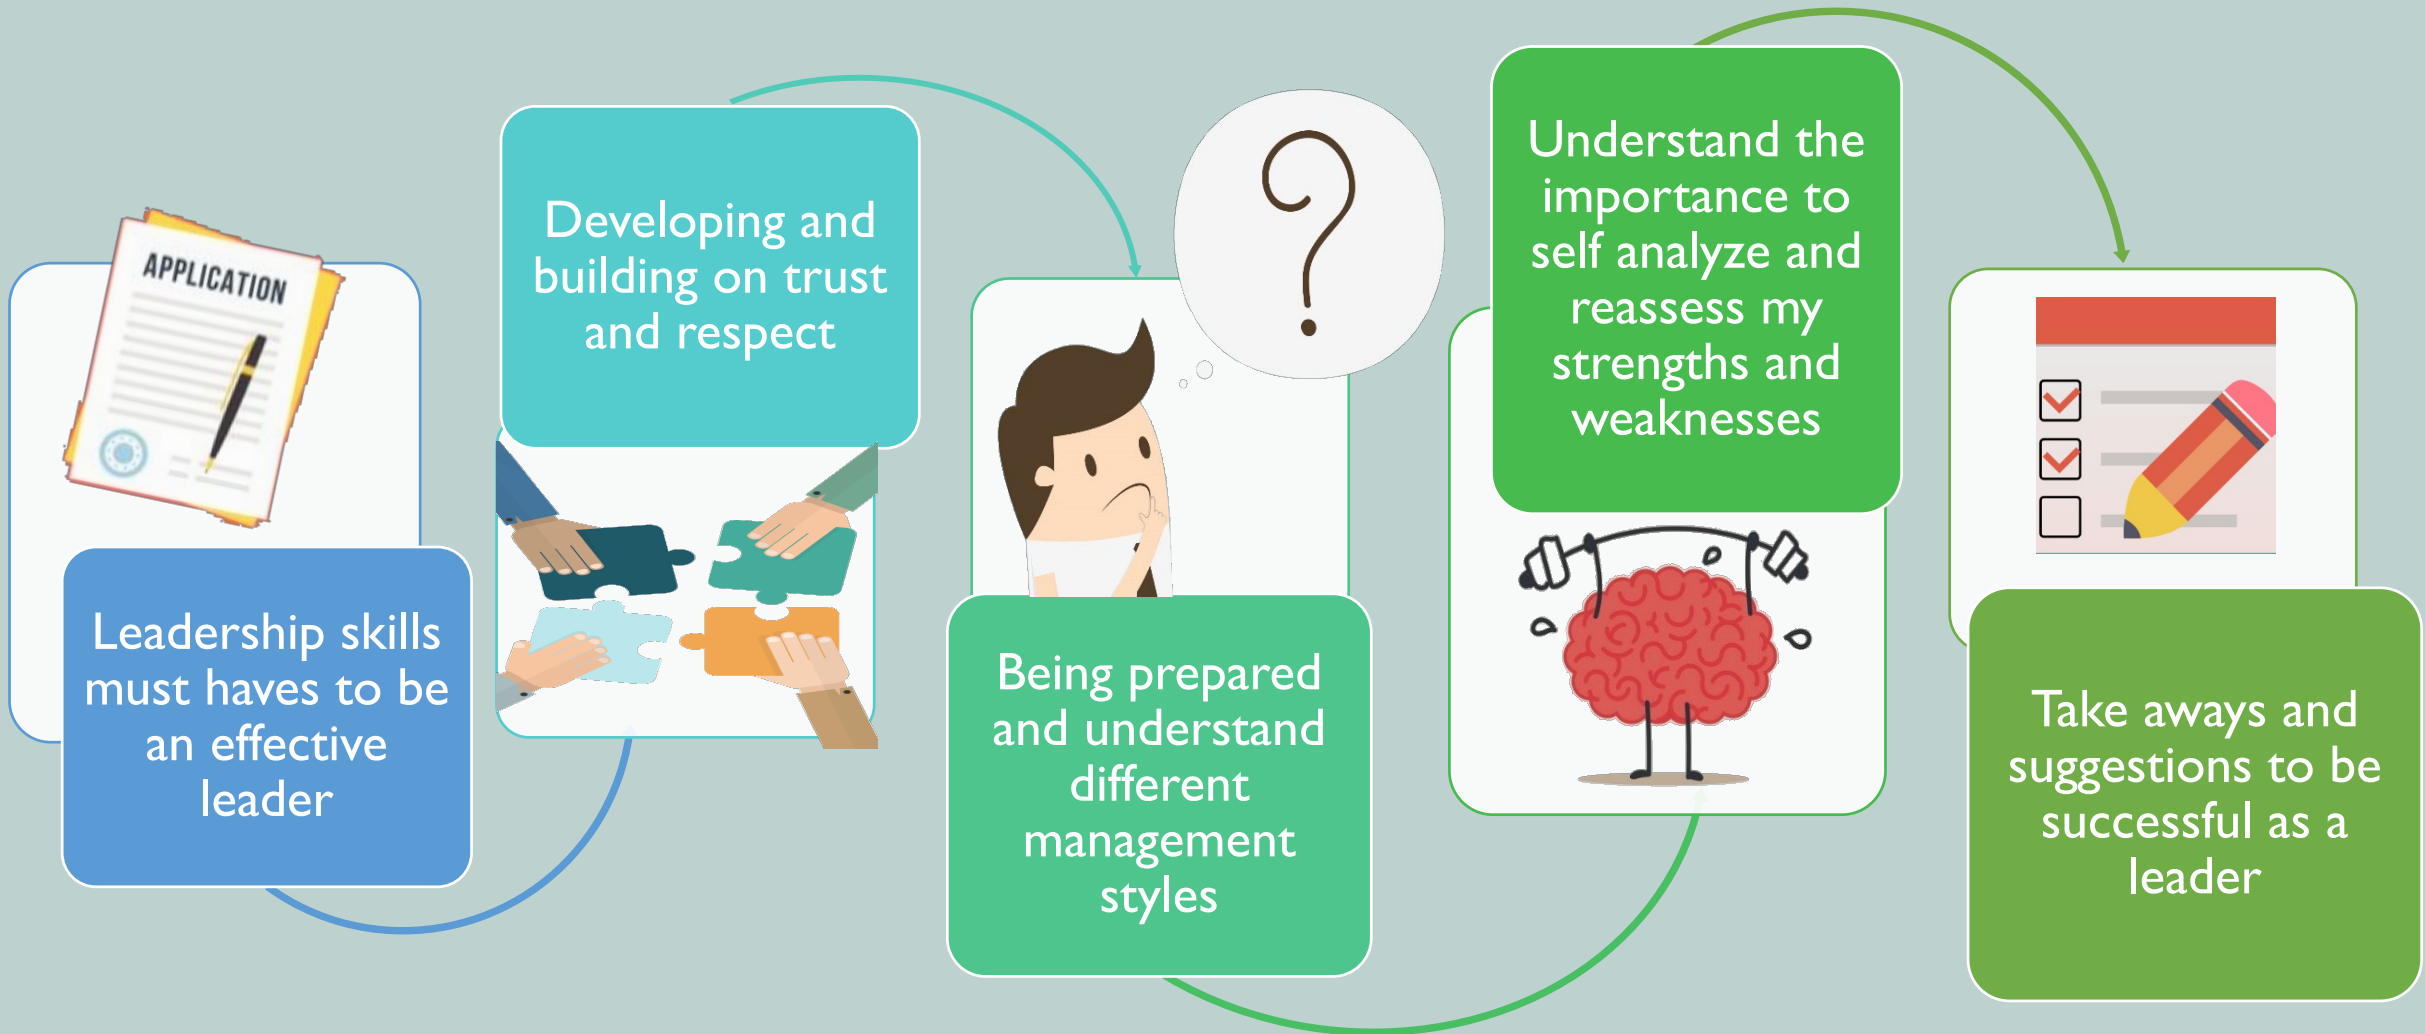 APPLICATION
Leadership skills
must haves to be
an effective
leader
Developing and
building on trust
and respect
Being prepared
and understand
different
management
styles
Understand the
importance to
self analyze and
reassess my
strengths and
weaknesses
Take aways and
suggestions to be
successful as a
leader
?